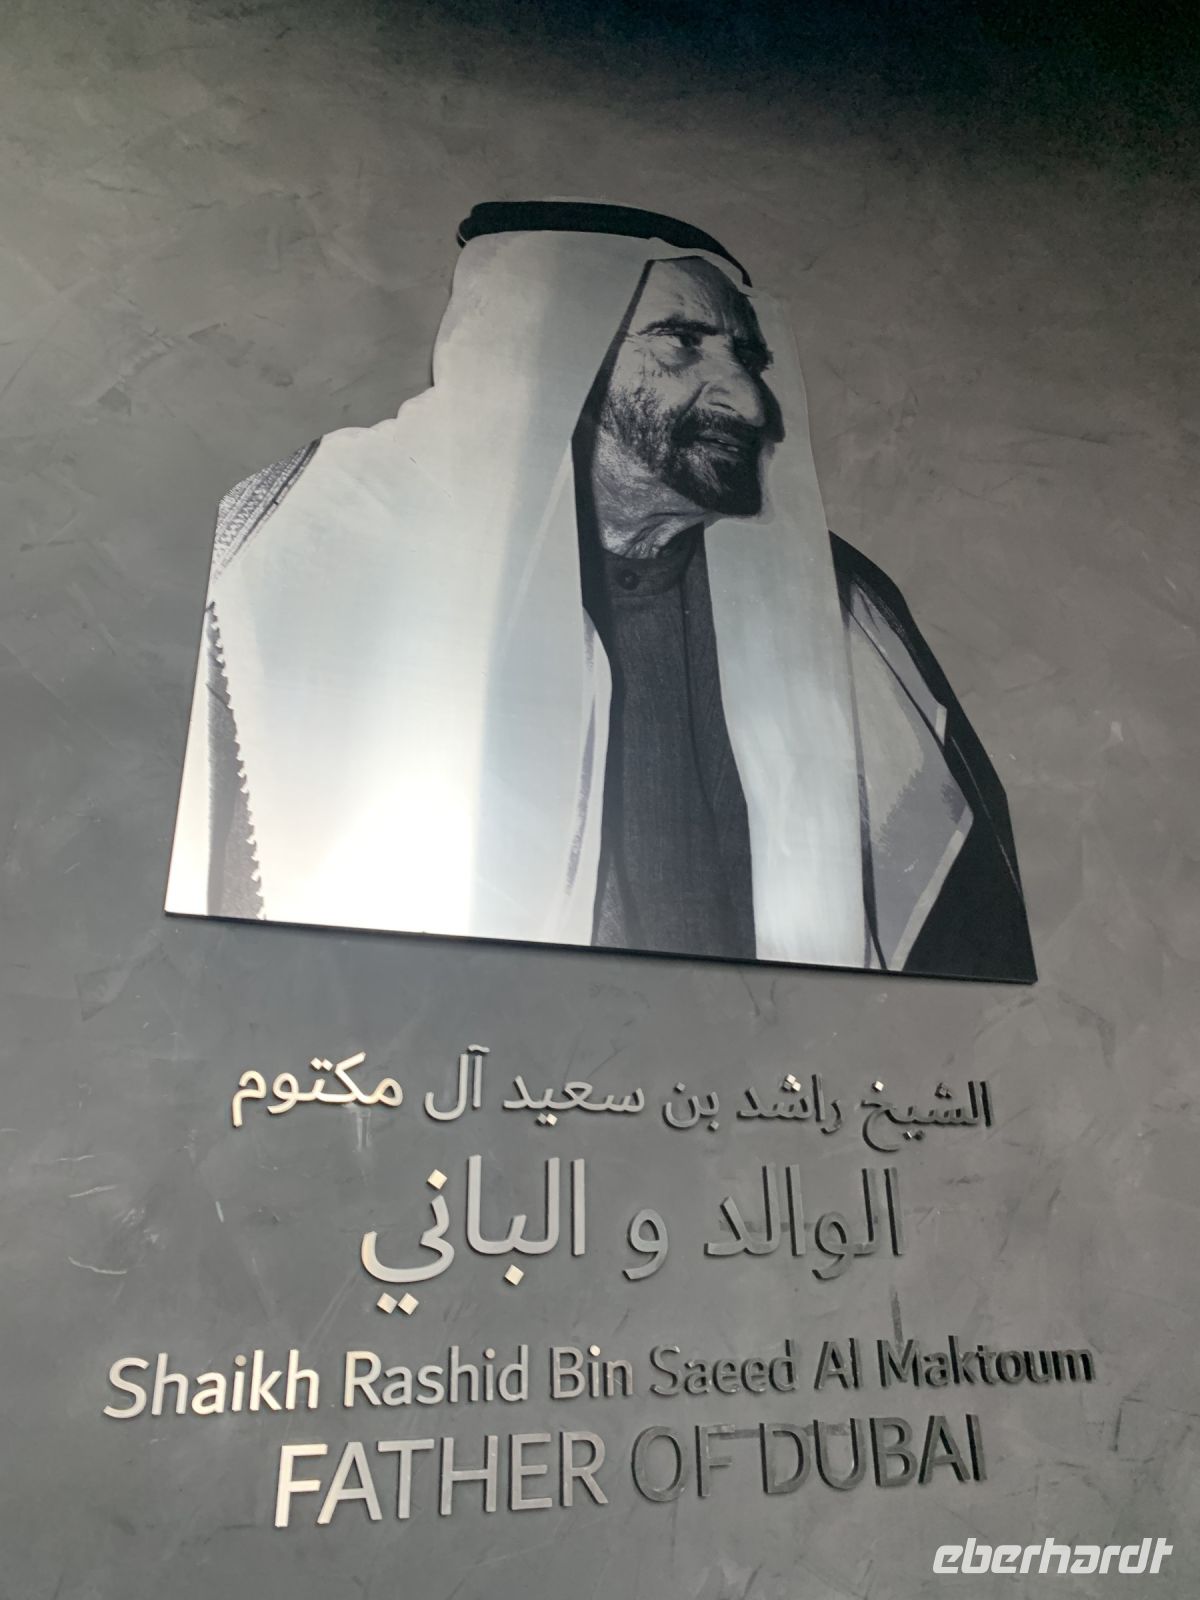 الشيخ راشد بن سعيد آل مكتوم
الوالد و الباني
Shaikh Rashid Bin Saeed Al Maktoum
FATHER OF DUBAI
eberhardt